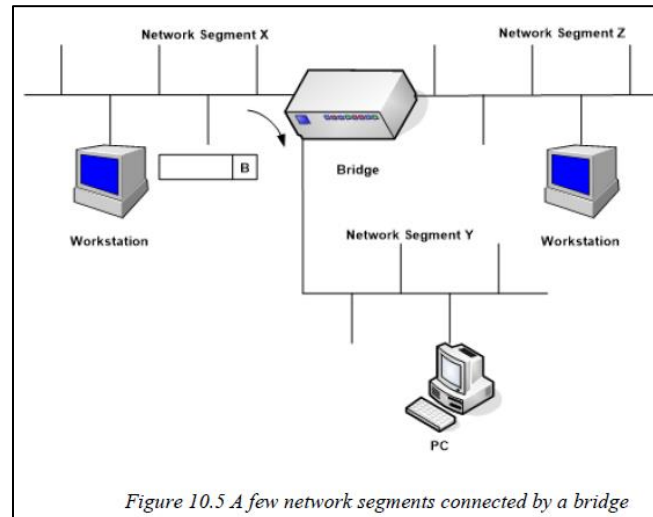 Network Segment X
Network Segment Z
B
Bridge
Workstation
Network Segment Y
Workstation
PC
Figure 10.5 A few network segments connected by a bridge